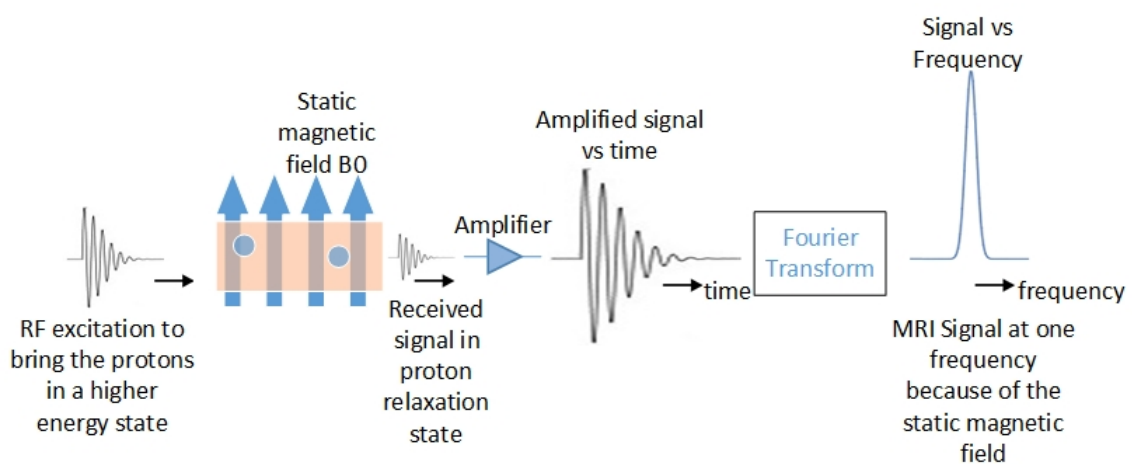 RF excitation to
bring the protons
in a higher
energy state
Static
magnetic
field B0
Received
signal in
proton
relaxation
state
Amplifier
Amplified signal
vs time
time
Fourier
Transform
Signal vs
Frequency
frequency
MRI Signal at one
frequency
because of the
static magnetic
field